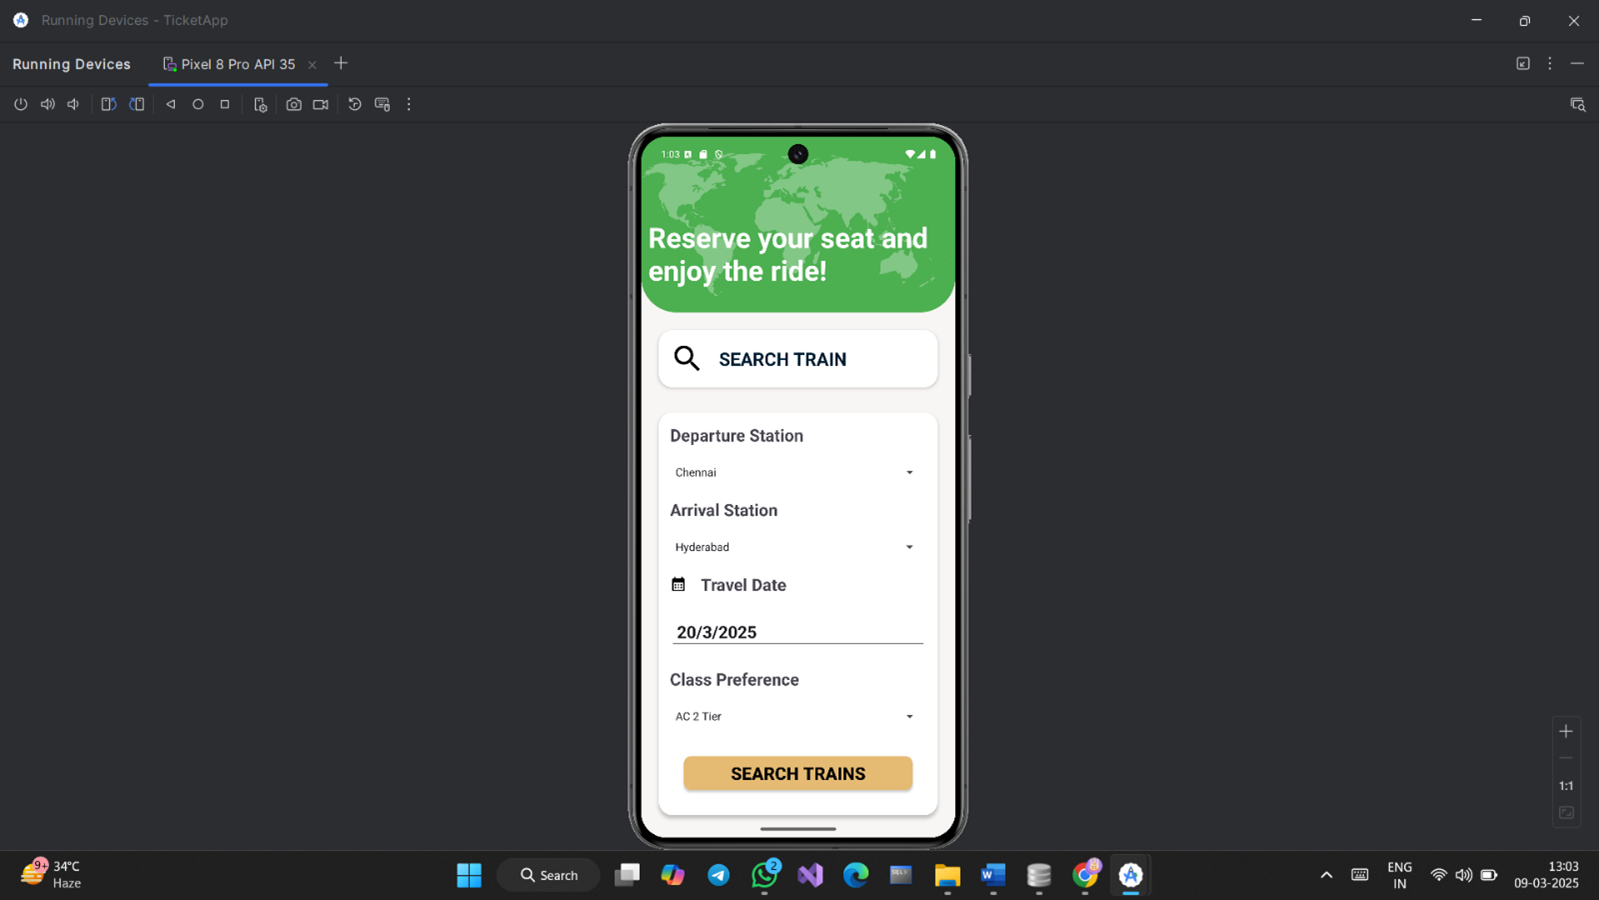 Running Devices - TicketApp
Running Devices
Pixel 8 Pro API 35
1:03
Reserve your seat and
enjoy the ride!
SEARCH TRAIN
Departure Station
Chennai
Arrival Station
Hyderabad
Travel Date
20/3/2025
Class Preference
AC 2 Tier
SEARCH TRAINS
1:1
9+
34°C
Haze
Search
2
W
ENG
IN
13:03
09-03-2025